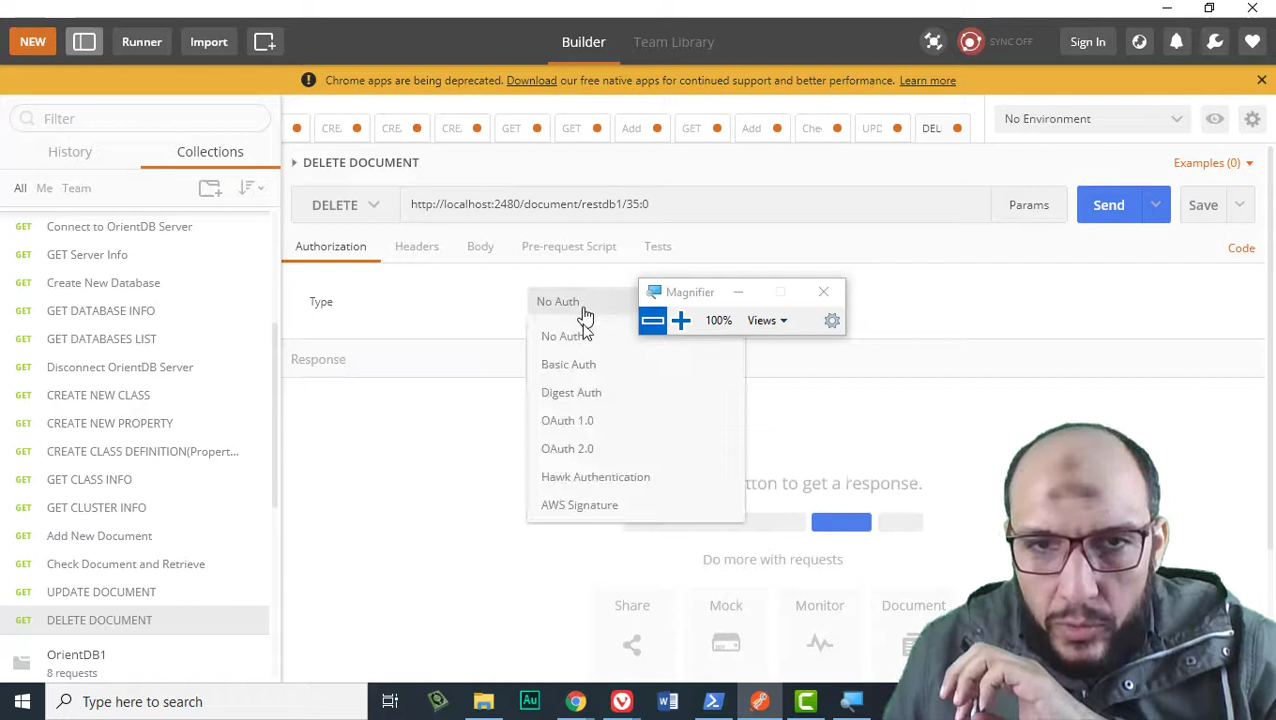 NEW
Runner
Import
Builder
Team Library
SYNC OFF
Sign In
Chrome apps are being deprecated. Download our free native apps for continued support and better performance. Learn more
Filter
CRE
CRE
CRE
GET
GET
Add
GET
Add
Che
UPD
DEL
No Environment
History
Collections
DELETE DOCUMENT
Examples (0)
All
Me
Team
DELETE
http://localhost:2480/document/restdb1/35:0
Params
Send
Save
GET Connect to OrientDB Server
GET GET Server Info
GET Create New Database
GET GET DATABASE INFO
GET GET DATABASES LIST
GET Disconnect OrientDB Server
GET CREATE NEW CLASS
GET CREATE NEW PROPERTY
GET CREATE CLASS DEFINITION(Propert...
GET GET CLASS INFO
GET GET CLUSTER INFO
GET Add New Document
GET Check Document and Retrieve
GET UPDATE DOCUMENT
GET DELETE DOCUMENT
OrientDB1
8 requests
Authorization
Headers
Body
Pre-request Script
Tests
Code
Type
No Auth
Magnifier
100%
Views
No Auth
Basic Auth
Digest Auth
OAuth 1.0
OAuth 2.0
Hawk Authentication
AWS Signature
Response
to get a response.
Do more with requests
Share
Mock
Monitor
Document
Type here to search
Au